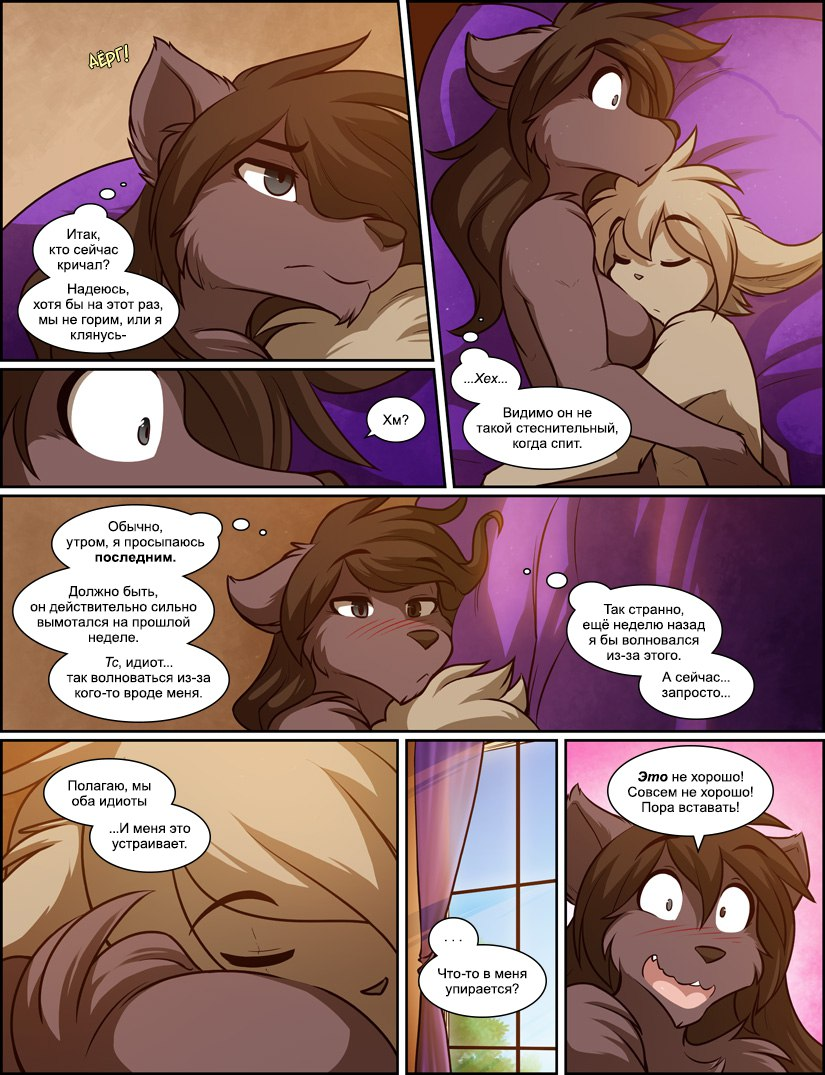 ДЁРГ!
Итак,
кто сейчас
кричал?
Надеюсь,
хотя бы на этот раз,
мы не горим, или я
клянусь-
...Хех...
Видимо он не
такой стеснительный,
когда спит.
Хм?
Обычно,
утром, я просыпаюсь
последним.
Должно быть,
он действительно сильно
вымотался на прошлой
неделе.
Тс, идиот...
так волноваться из-за
кого-то вроде меня.
Так странно,
ещё неделю назад
я бы волновался
из-за этого.
А сейчас...
запросто...
Полагаю, мы
оба идиоты
...И меня это
устраивает.
. . .
Что-то в меня
упирается?
Это не хорошо!
Совсем не хорошо!
Пора вставать!